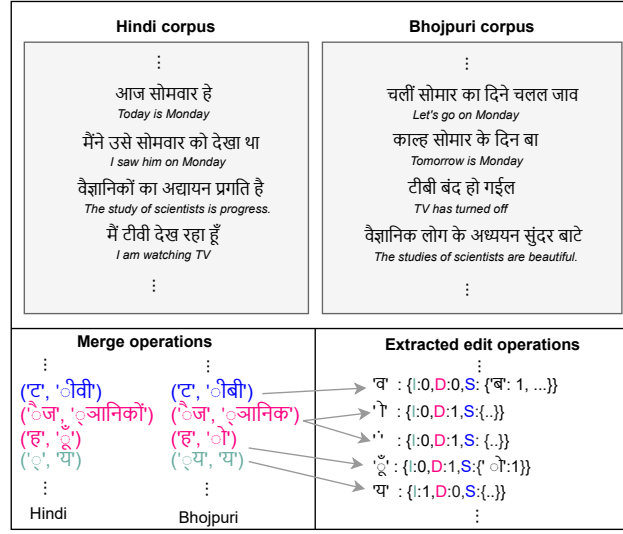 Hindi corpus
⋮
आज सोमवार हे
Today is Monday
मैंने उसे सोमवार को देखा था
I saw him on Monday
वैज्ञानिकों का अद्यायन प्रगति है
The study of scientists is progress.
मैं टीवी देख रहा हूँ
I am watching TV
⋮
Bhojpuri corpus
⋮
चलीं सोमार का दिने चलल जाव
Let's go on Monday
काल्ह सोमार के दिन बा
Tomorrow is Monday
टीबी बंद हो गईल
TV has turned off
वैज्ञानिक लोग के अध्ययन सुंदर बाटे
The studies of scientists are beautiful.
⋮
Merge operations
⋮ ⋮
('ट', 'ीवी') ('ट', 'ीबी')
('ैज', '्ञानिकों') ('ैज', '्ञानिक')
('ह', 'ूँ') ('ह', 'ो')
('्', 'य') ('्य', 'य')
⋮ ⋮
Hindi Bhojpuri
Extracted edit operations
⋮
'व' : {I:0,D:0,S: {'ब': 1, ...}}
'ो' : {I:0,D:1,S:{..}}
'ं' : {I:0,D:1,S: {..}}
'ूँ' : {I:0,D:1,S:{' ो':1}}
'य' : {I:1,D:0,S:{..}}
⋮